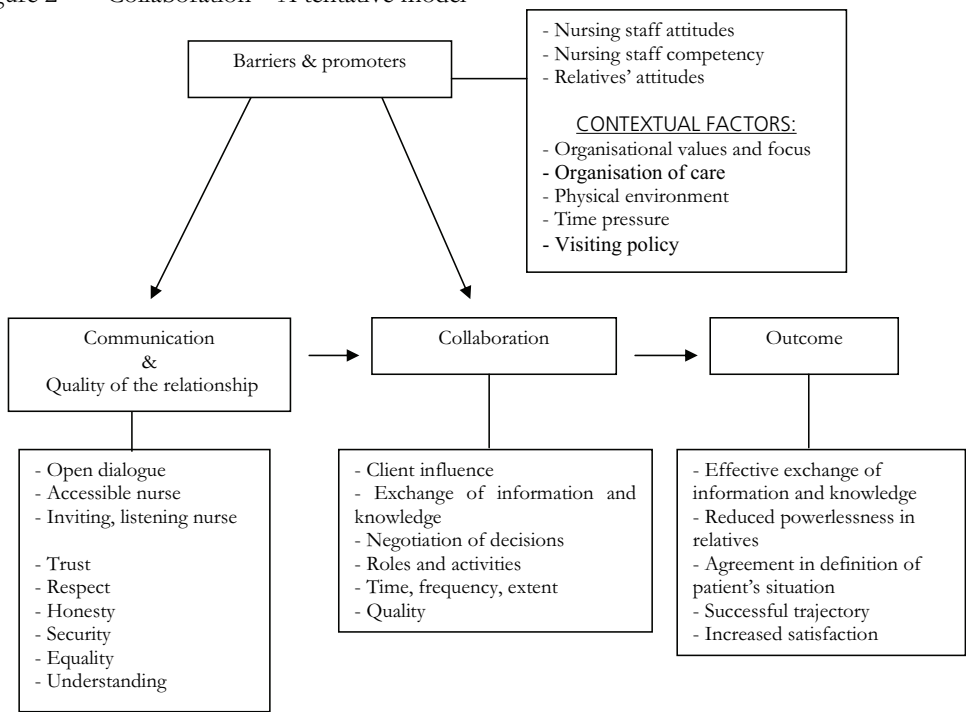 Figure 2 Collaboration – A tentative model
Barriers & promoters
- Nursing staff attitudes
- Nursing staff competency
- Relatives’ attitudes
CONTEXTUAL FACTORS:
- Organisational values and focus
- Organisation of care
- Physical environment
- Time pressure
- Visiting policy
Communication
&
Quality of the relationship
Collaboration
Outcome
- Open dialogue
- Accessible nurse
- Inviting, listening nurse
- Trust
- Respect
- Honesty
- Security
- Equality
- Understanding
- Client influence
- Exchange of information and
knowledge
- Negotiation of decisions
- Roles and activities
- Time, frequency, extent
- Quality
- Effective exchange of
information and knowledge
- Reduced powerlessness in
relatives
- Agreement in definition of
patient’s situation
- Successful trajectory
- Increased satisfaction